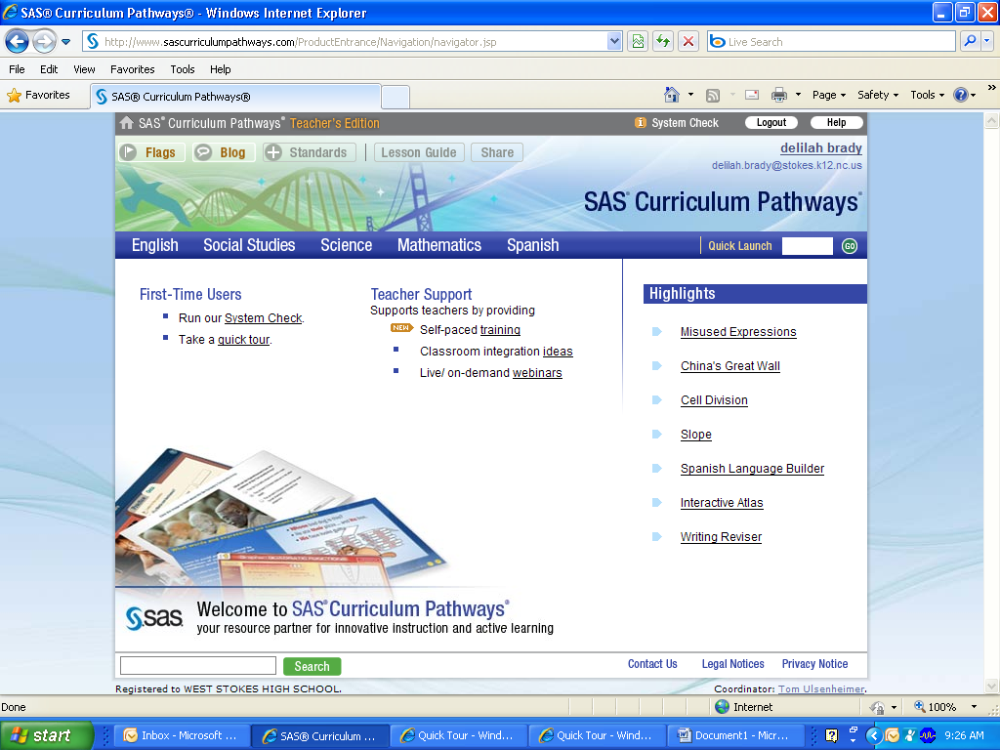 SAS® Curriculum Pathways® - Windows Internet Explorer
http://www.sascurriculumpathways.com/ProductEntrance/Navigation/navigator.jsp
Live Search
File Edit View Favorites Tools Help
Favorites SAS® Curriculum Pathways® Page Safety Tools »
SAS® Curriculum Pathways® Teacher's Edition System Check Logout Help
Flags Blog Standards Lesson Guide Share
delilah brady
delilah.brady@stokes.k12.nc.us
SAS® Curriculum Pathways®
English Social Studies Science Mathematics Spanish Quick Launch GO
First-Time Users
Run our System Check.
Take a quick tour.
Teacher Support
Supports teachers by providing
NEW Self-paced training
Classroom integration ideas
Live/ on-demand webinars
Highlights
Misused Expressions
China's Great Wall
Cell Division
Slope
Spanish Language Builder
Interactive Atlas
Writing Reviser
sas
Welcome to SAS® Curriculum Pathways®
your resource partner for innovative instruction and active learning
Search
Contact Us Legal Notices Privacy Notice
Registered to WEST STOKES HIGH SCHOOL. Coordinator: Tom Ulsenheimer.
Done Internet 100%
start Inbox - Microsoft ... SAS® Curriculum ... Quick Tour - Wind... Quick Tour - Wind... Document1 - Micr... 9:26 AM